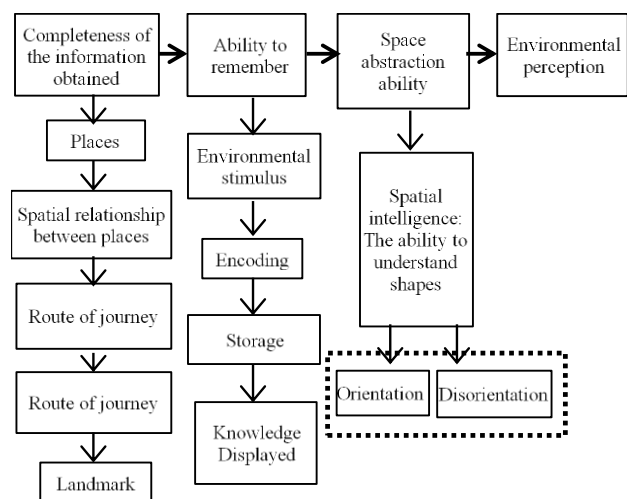 Completeness of
the information
obtained
Ability to
remember
Space
abstraction
ability
Environmental
perception
Places
Spatial relationship
between places
Route of journey
Route of journey
Landmark
Environmental
stimulus
Encoding
Storage
Knowledge
Displayed
Spatial
intelligence:
The ability to
understand
shapes
Orientation
Disorientation